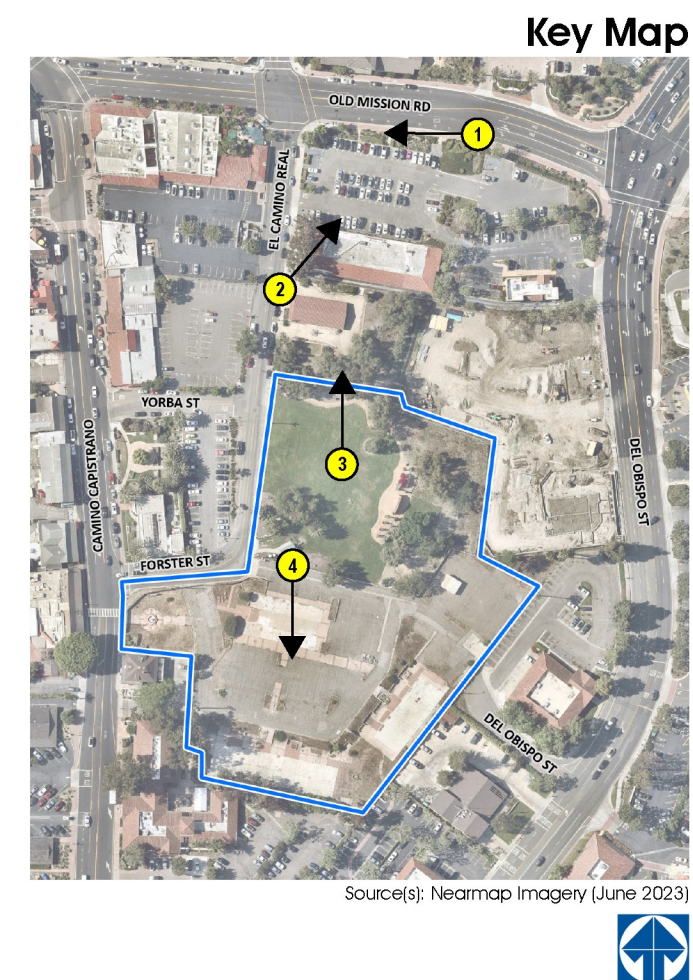 Key Map
OLD MISSION RD
1
EL CAMINO REAL
2
YORBA ST
3
CAMINO CAPISTRANO
DEL OBISPO ST
FORSTER ST
4
DEL OBISPO ST
Source(s): Nearmap Imagery (June 2023)